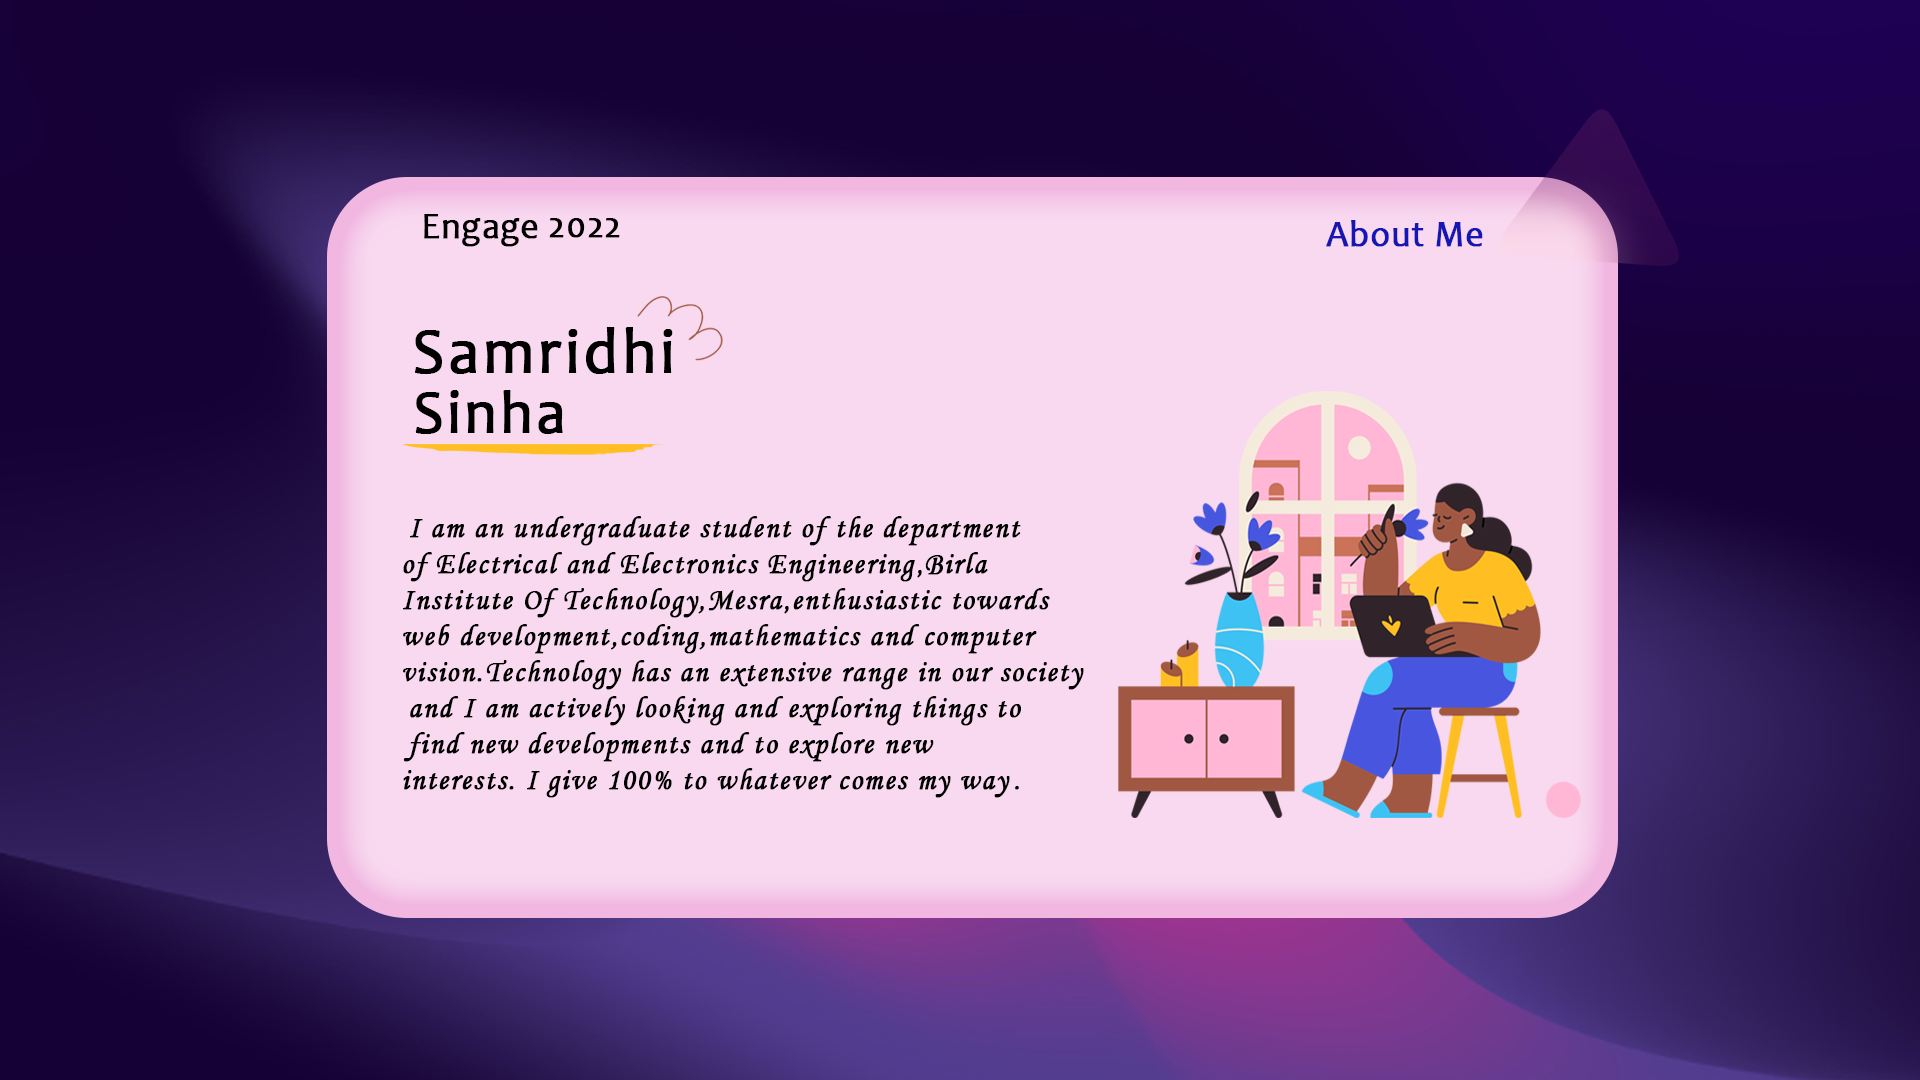 Engage 2022
About Me
Samridhi
Sinha
I am an undergraduate student of the department
of Electrical and Electronics Engineering,Birla
Institute Of Technology,Mesra,enthusiastic towards
web development,coding,mathematics and computer
vision.Technology has an extensive range in our society
and I am actively looking and exploring things to
find new developments and to explore new
interests. I give 100% to whatever comes my way.